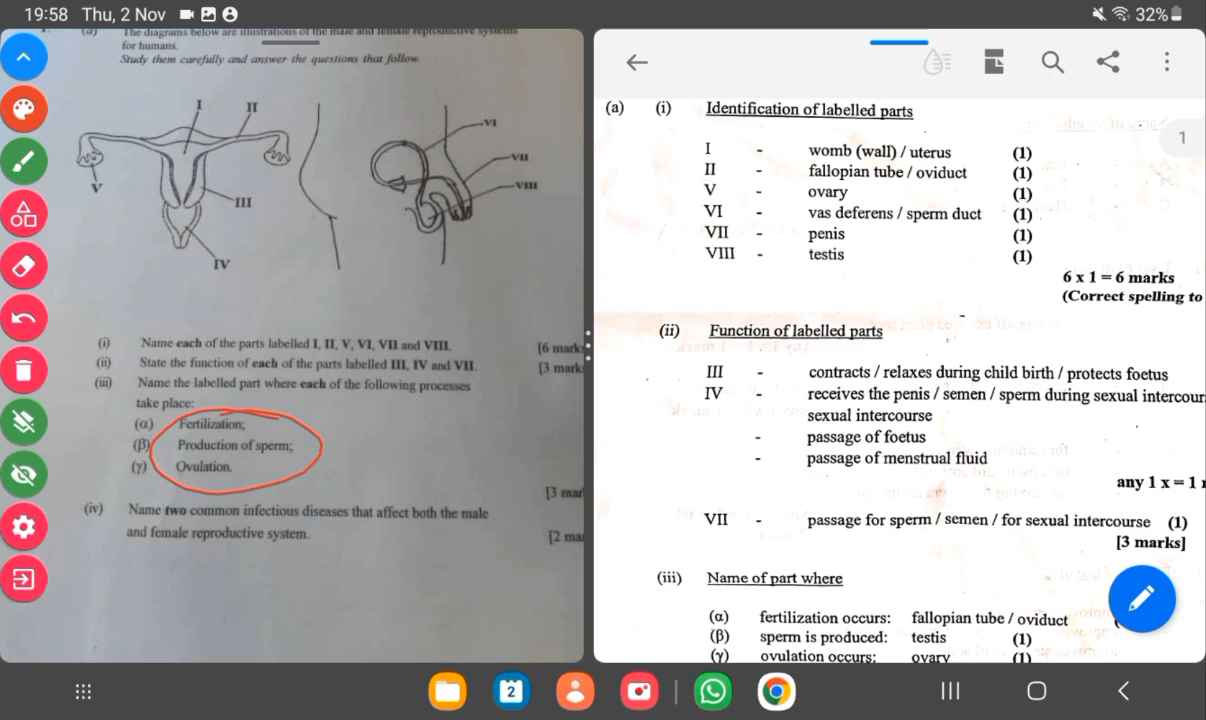 19:58 Thu, 2 Nov
32%
(a) The diagrams below are illustrations of the male and female reproductive systems
for humans.
Study them carefully and answer the questions that follow.
I
II
III
IV
V
VI
VII
VIII
(i) Name each of the parts labelled I, II, V, VI, VII and VIII.
[6 mark
(ii) State the function of each of the parts labelled III, IV and VII.
[3 mark
(iii) Name the labelled part where each of the following processes
take place:
(α) Fertilization;
(β) Production of sperm;
(γ) Ovulation.
[3 mar
(iv) Name two common infectious diseases that affect both the male
and female reproductive system.
[2 ma
1
(a) (i) Identification of labelled parts
I - womb (wall) / uterus (1)
II - fallopian tube / oviduct (1)
V - ovary (1)
VI - vas deferens / sperm duct (1)
VII - penis (1)
VIII - testis (1)
6 x 1 = 6 marks
(Correct spelling to
(ii) Function of labelled parts
III - contracts / relaxes during child birth / protects foetus
IV - receives the penis / semen / sperm during sexual intercour
sexual intercourse
- passage of foetus
- passage of menstrual fluid
any 1 x = 1
VII - passage for sperm / semen / for sexual intercourse (1)
[3 marks]
(iii) Name of part where
(α) fertilization occurs: fallopian tube / oviduct
(β) sperm is produced: testis (1)
(γ) ovulation occurs: ovary (1)
2